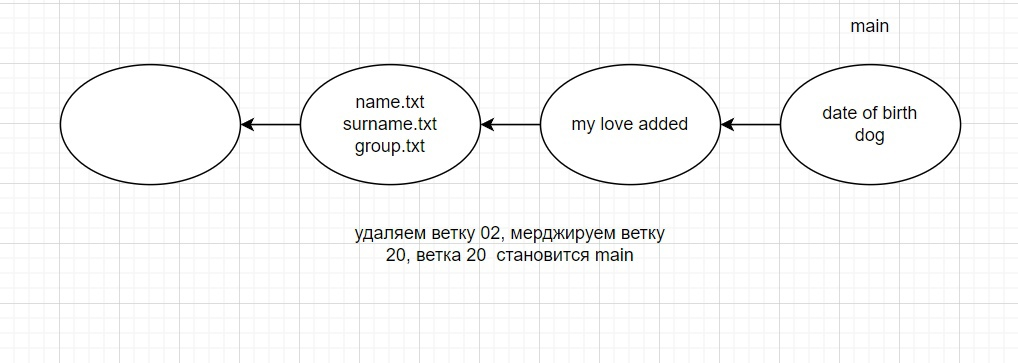 main
name.txt
surname.txt
group.txt
my love added
date of birth
dog
удаляем ветку 02, мерджируем ветку
20, ветка 20 становится main